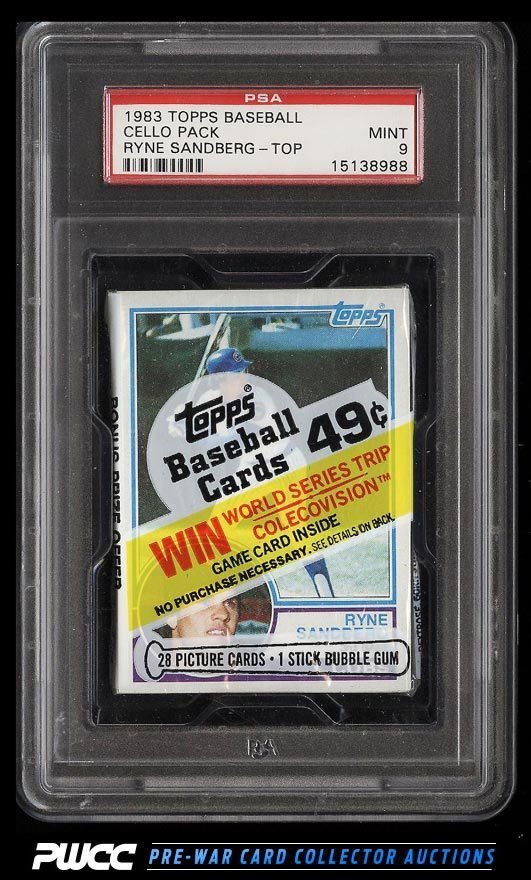 PSA
1983 TOPPS BASEBALL
CELLO PACK MINT
RYNE SANDBERG - TOP 9
15138988
topps
topps®
Baseball
Cards 49¢
WIN WORLD SERIES TRIP
COLECOVISION™
GAME CARD INSIDE
NO PURCHASE NECESSARY. SEE DETAILS ON BACK
BONUS PRIZE OFFER
RYNE
SANDBERG
CUBS
28 PICTURE CARDS • 1 STICK BUBBLE GUM
PSA
PWCC PRE-WAR CARD COLLECTOR AUCTIONS